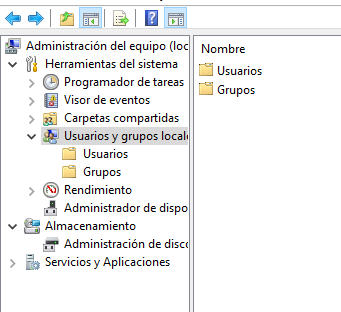 Administración del equipo (loc
Herramientas del sistema
Programador de tareas
Visor de eventos
Carpetas compartidas
Usuarios y grupos locale
Usuarios
Grupos
Rendimiento
Administrador de dispo
Almacenamiento
Administración de disco
Servicios y Aplicaciones
Nombre
Usuarios
Grupos